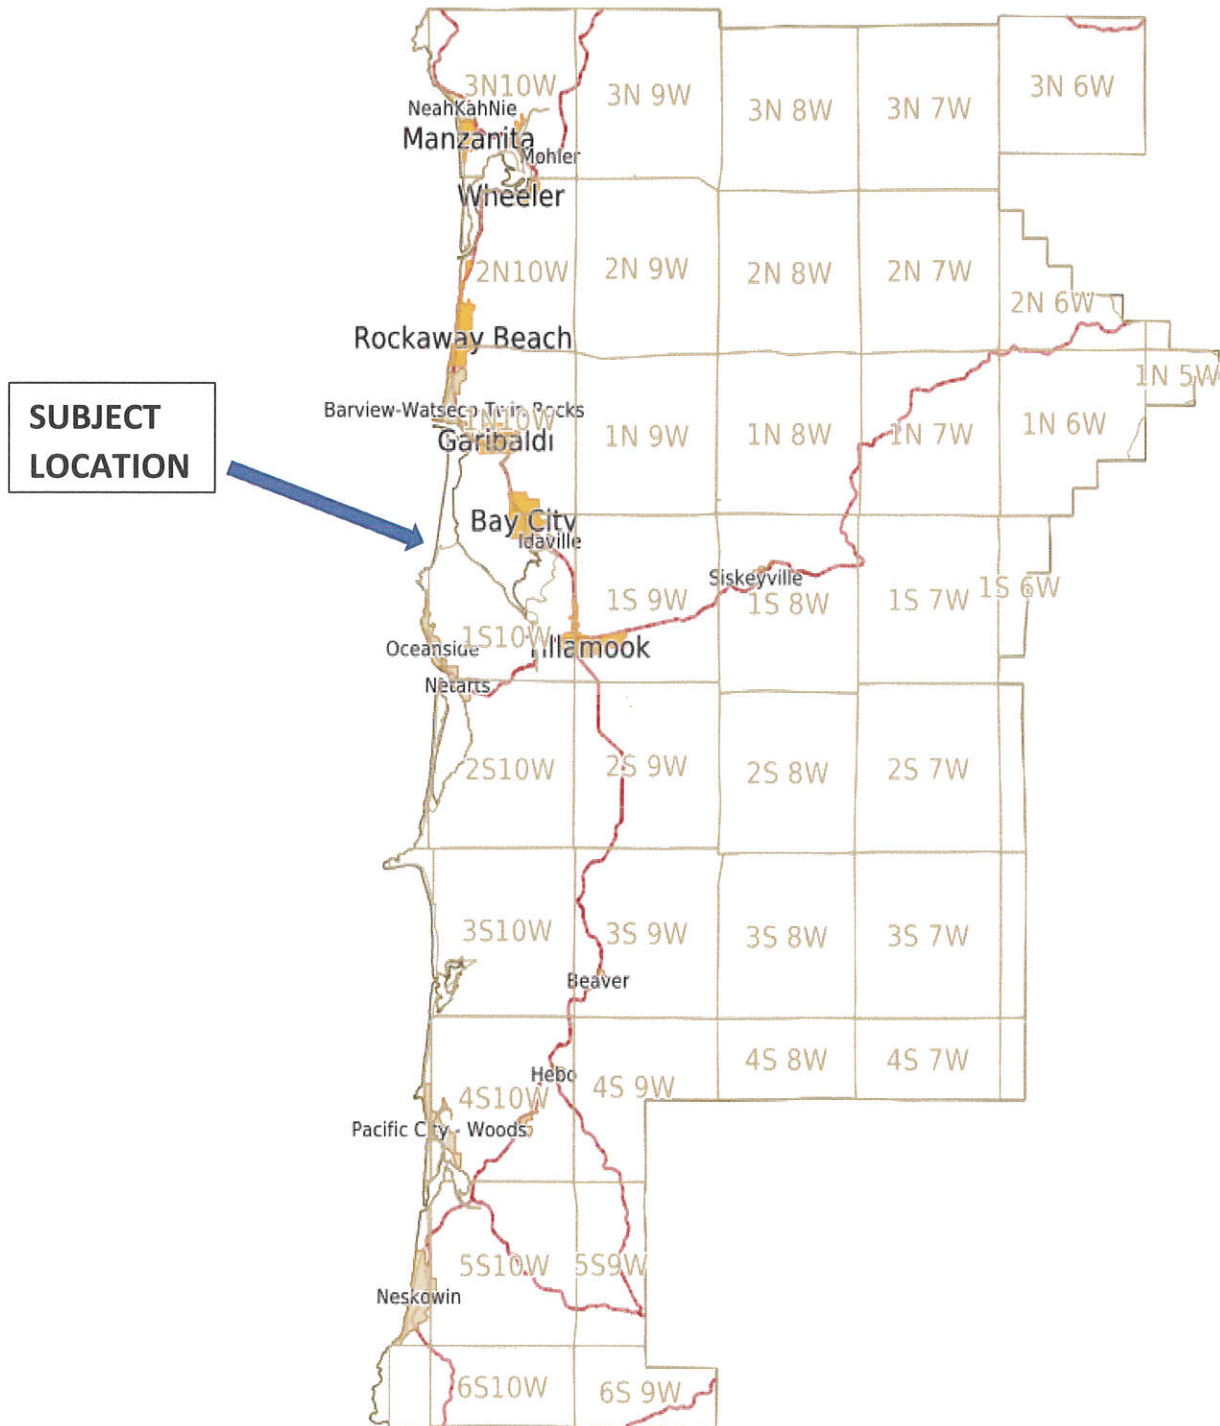 3N10W
3N 9W
3N 8W
3N 7W
3N 6W
NeahKahNie
Manzanita
Mohler
Wheeler
2N10W
2N 9W
2N 8W
2N 7W
2N 6W
Rockaway Beach
1N 5W
SUBJECT
LOCATION
Barview-Watseco-Twin Rocks
1N10W
Garibaldi
1N 9W
1N 8W
1N 7W
1N 6W
Bay City
Idaville
Siskeyville
1S 9W
1S 8W
1S 7W
1S 6W
1S10W
Oceanside
Tillamook
Netarts
2S10W
2S 9W
2S 8W
2S 7W
3S10W
3S 9W
3S 8W
3S 7W
Beaver
4S 8W
4S 7W
Hebo
4S10W
4S 9W
Pacific City - Woods
5S10W
5S9W
Neskowin
6S10W
6S 9W